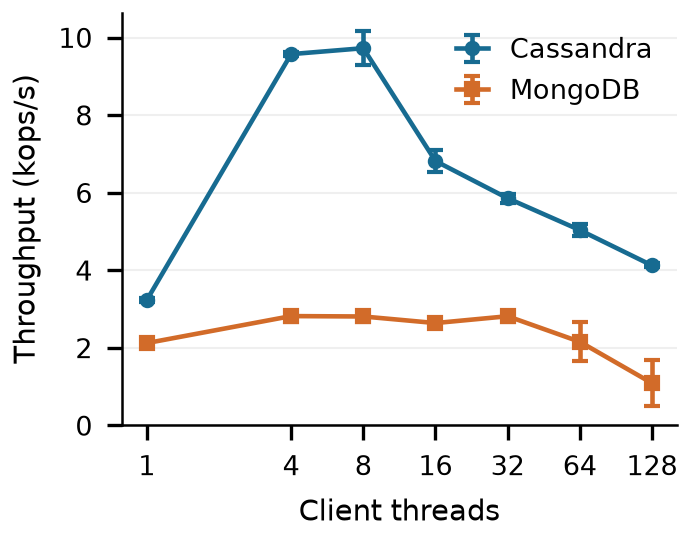 Throughput (kops/s)
10
8
6
4
2
0
Cassandra
MongoDB
1 4 8 16 32 64 128
Client threads